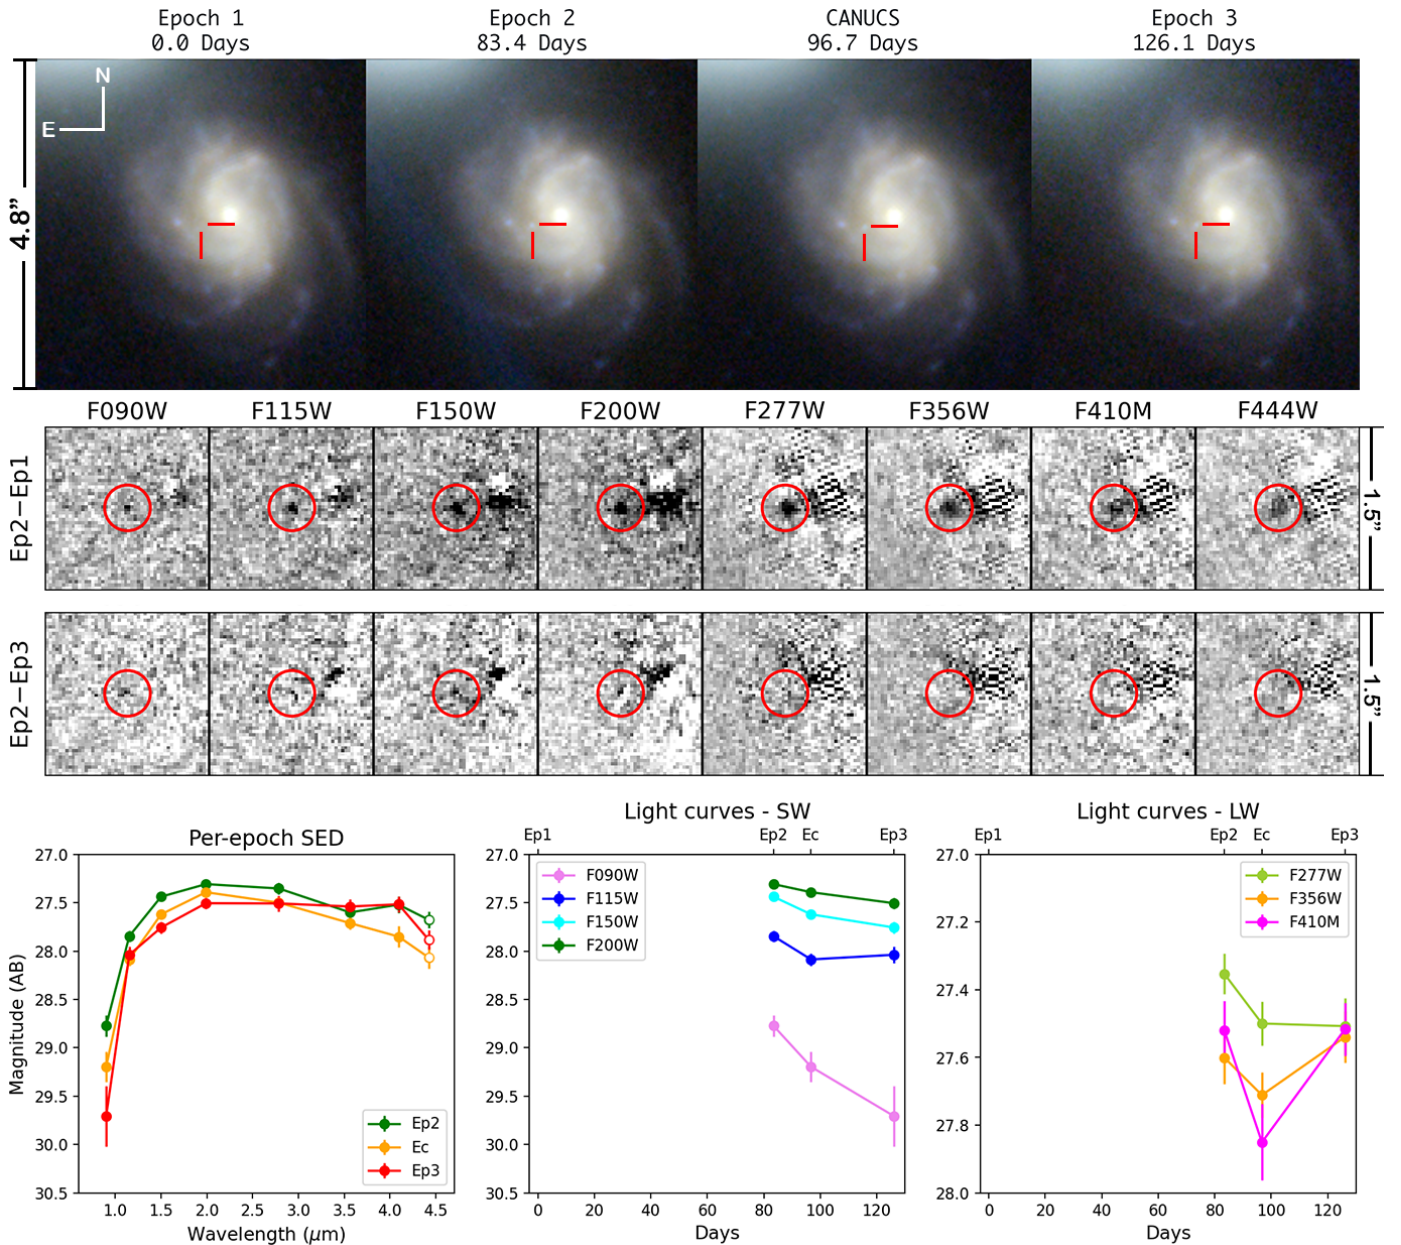 Epoch 1
0.0 Days
Epoch 2
83.4 Days
CANUCS
96.7 Days
Epoch 3
126.1 Days
N
E
4.8”
F090W F115W F150W F200W F277W F356W F410M F444W
Ep2−Ep1
1.5”
Ep2−Ep3
1.5”
Per-epoch SED
Magnitude (AB)
27.0
27.5
28.0
28.5
29.0
29.5
30.0
30.5
Ep2
Ec
Ep3
1.0 1.5 2.0 2.5 3.0 3.5 4.0 4.5
Wavelength (μm)
Light curves - SW
Ep1 Ep2 Ec Ep3
27.0
27.5
28.0
28.5
29.0
29.5
30.0
30.5
F090W
F115W
F150W
F200W
0 20 40 60 80 100 120
Days
Light curves - LW
Ep1 Ep2 Ec Ep3
27.0
27.2
27.4
27.6
27.8
28.0
F277W
F356W
F410M
0 20 40 60 80 100 120
Days